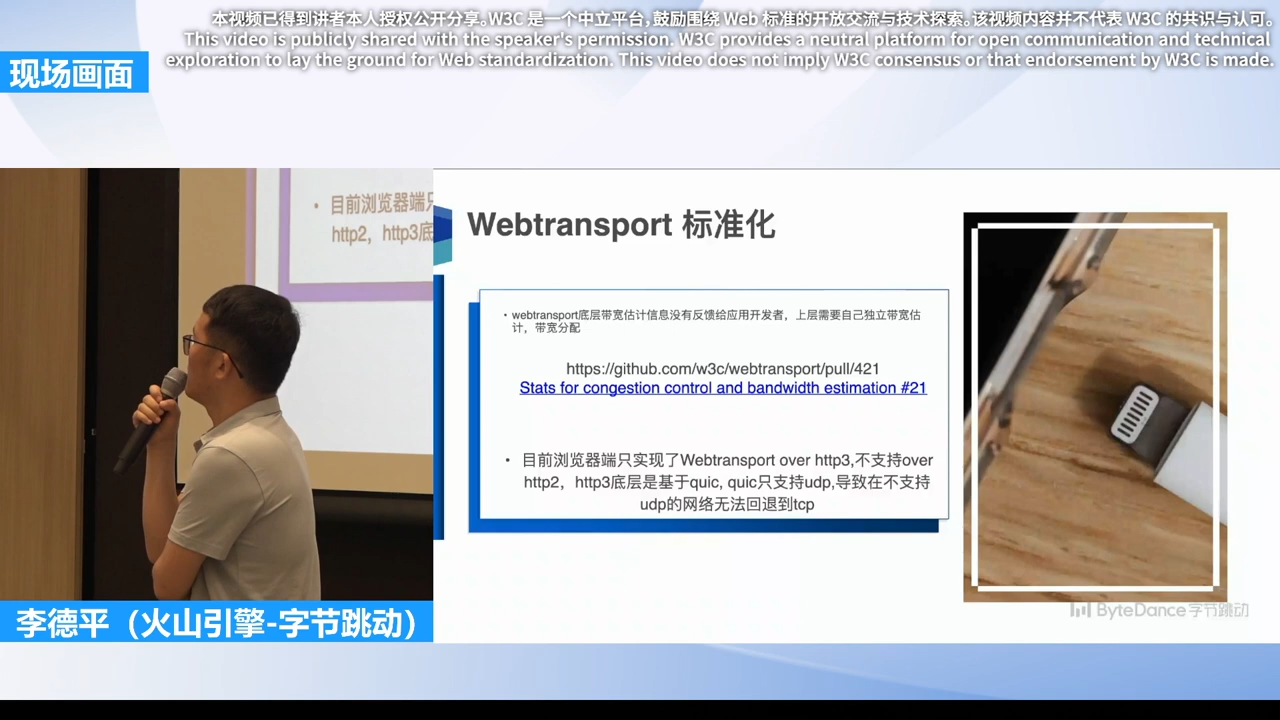 本视频已得到讲者本人授权公开分享。W3C 是一个中立平台，鼓励围绕 Web 标准的开放交流与技术探索。该视频内容并不代表 W3C 的共识与认可。
This video is publicly shared with the speaker's permission. W3C provides a neutral platform for open communication and technical
exploration to lay the ground for Web standardization. This video does not imply W3C consensus or that endorsement by W3C is made.
现场画面
• 目前浏览器端只
http2，http3底
Webtransport 标准化
• webtransport底层带宽估计信息没有反馈给应用开发者，上层需要自己独立带宽估
计，带宽分配
https://github.com/w3c/webtransport/pull/421
Stats for congestion control and bandwidth estimation #21
• 目前浏览器端只实现了Webtransport over http3,不支持over
http2，http3底层是基于quic, quic只支持udp,导致在不支持
udp的网络无法回退到tcp
ByteDance字节跳动
李德平（火山引擎-字节跳动）